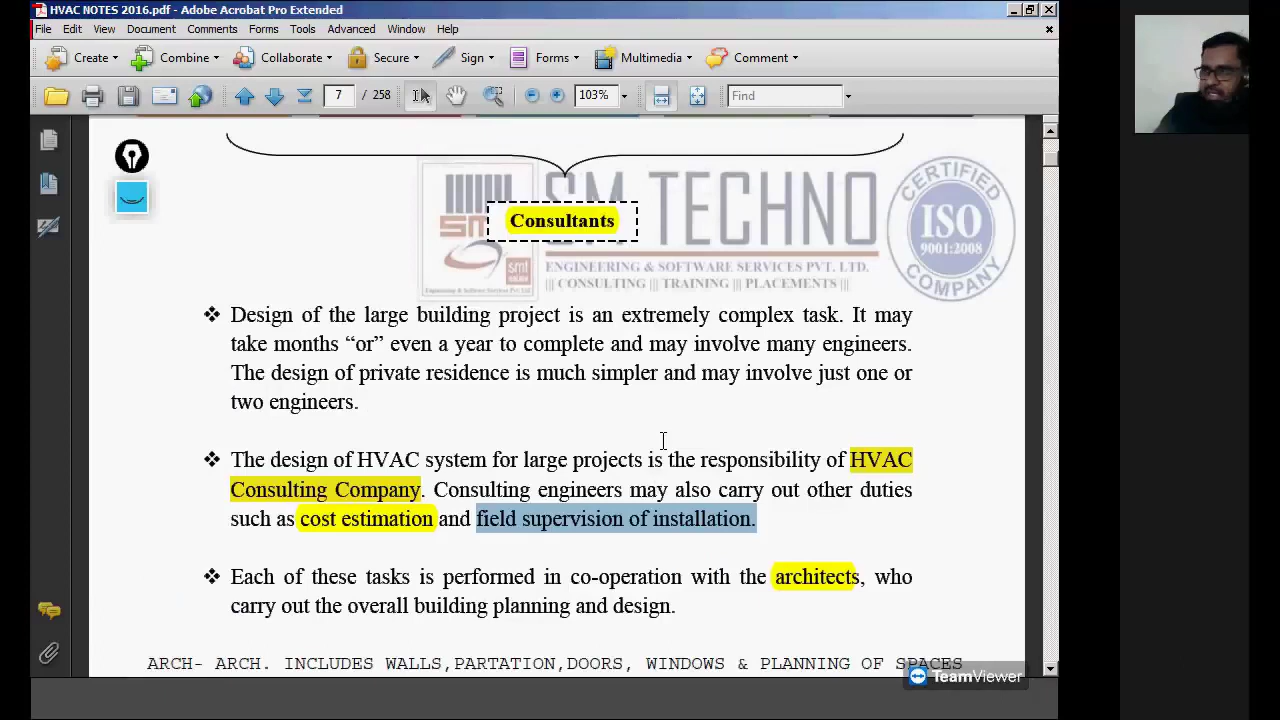 HVAC NOTES 2016.pdf - Adobe Acrobat Pro Extended
File Edit View Document Comments Forms Tools Advanced Window Help
Create Combine Collaborate Secure Sign Forms Multimedia Comment
7 / 258 103% Find
SM TECHNO
Consultants
CERTIFIED
ISO
9001:2008
COMPANY
smt
ENGINEERING & SOFTWARE SERVICES PVT. LTD.
||| CONSULTING | TRAINING | PLACEMENTS |||
❖ Design of the large building project is an extremely complex task. It may
take months “or” even a year to complete and may involve many engineers.
The design of private residence is much simpler and may involve just one or
two engineers.
❖ The design of HVAC system for large projects is the responsibility of HVAC
Consulting Company. Consulting engineers may also carry out other duties
such as cost estimation and field supervision of installation.
❖ Each of these tasks is performed in co-operation with the architects, who
carry out the overall building planning and design.
ARCH- ARCH. INCLUDES WALLS,PARTATION,DOORS, WINDOWS & PLANNING OF SPACES
TeamViewer